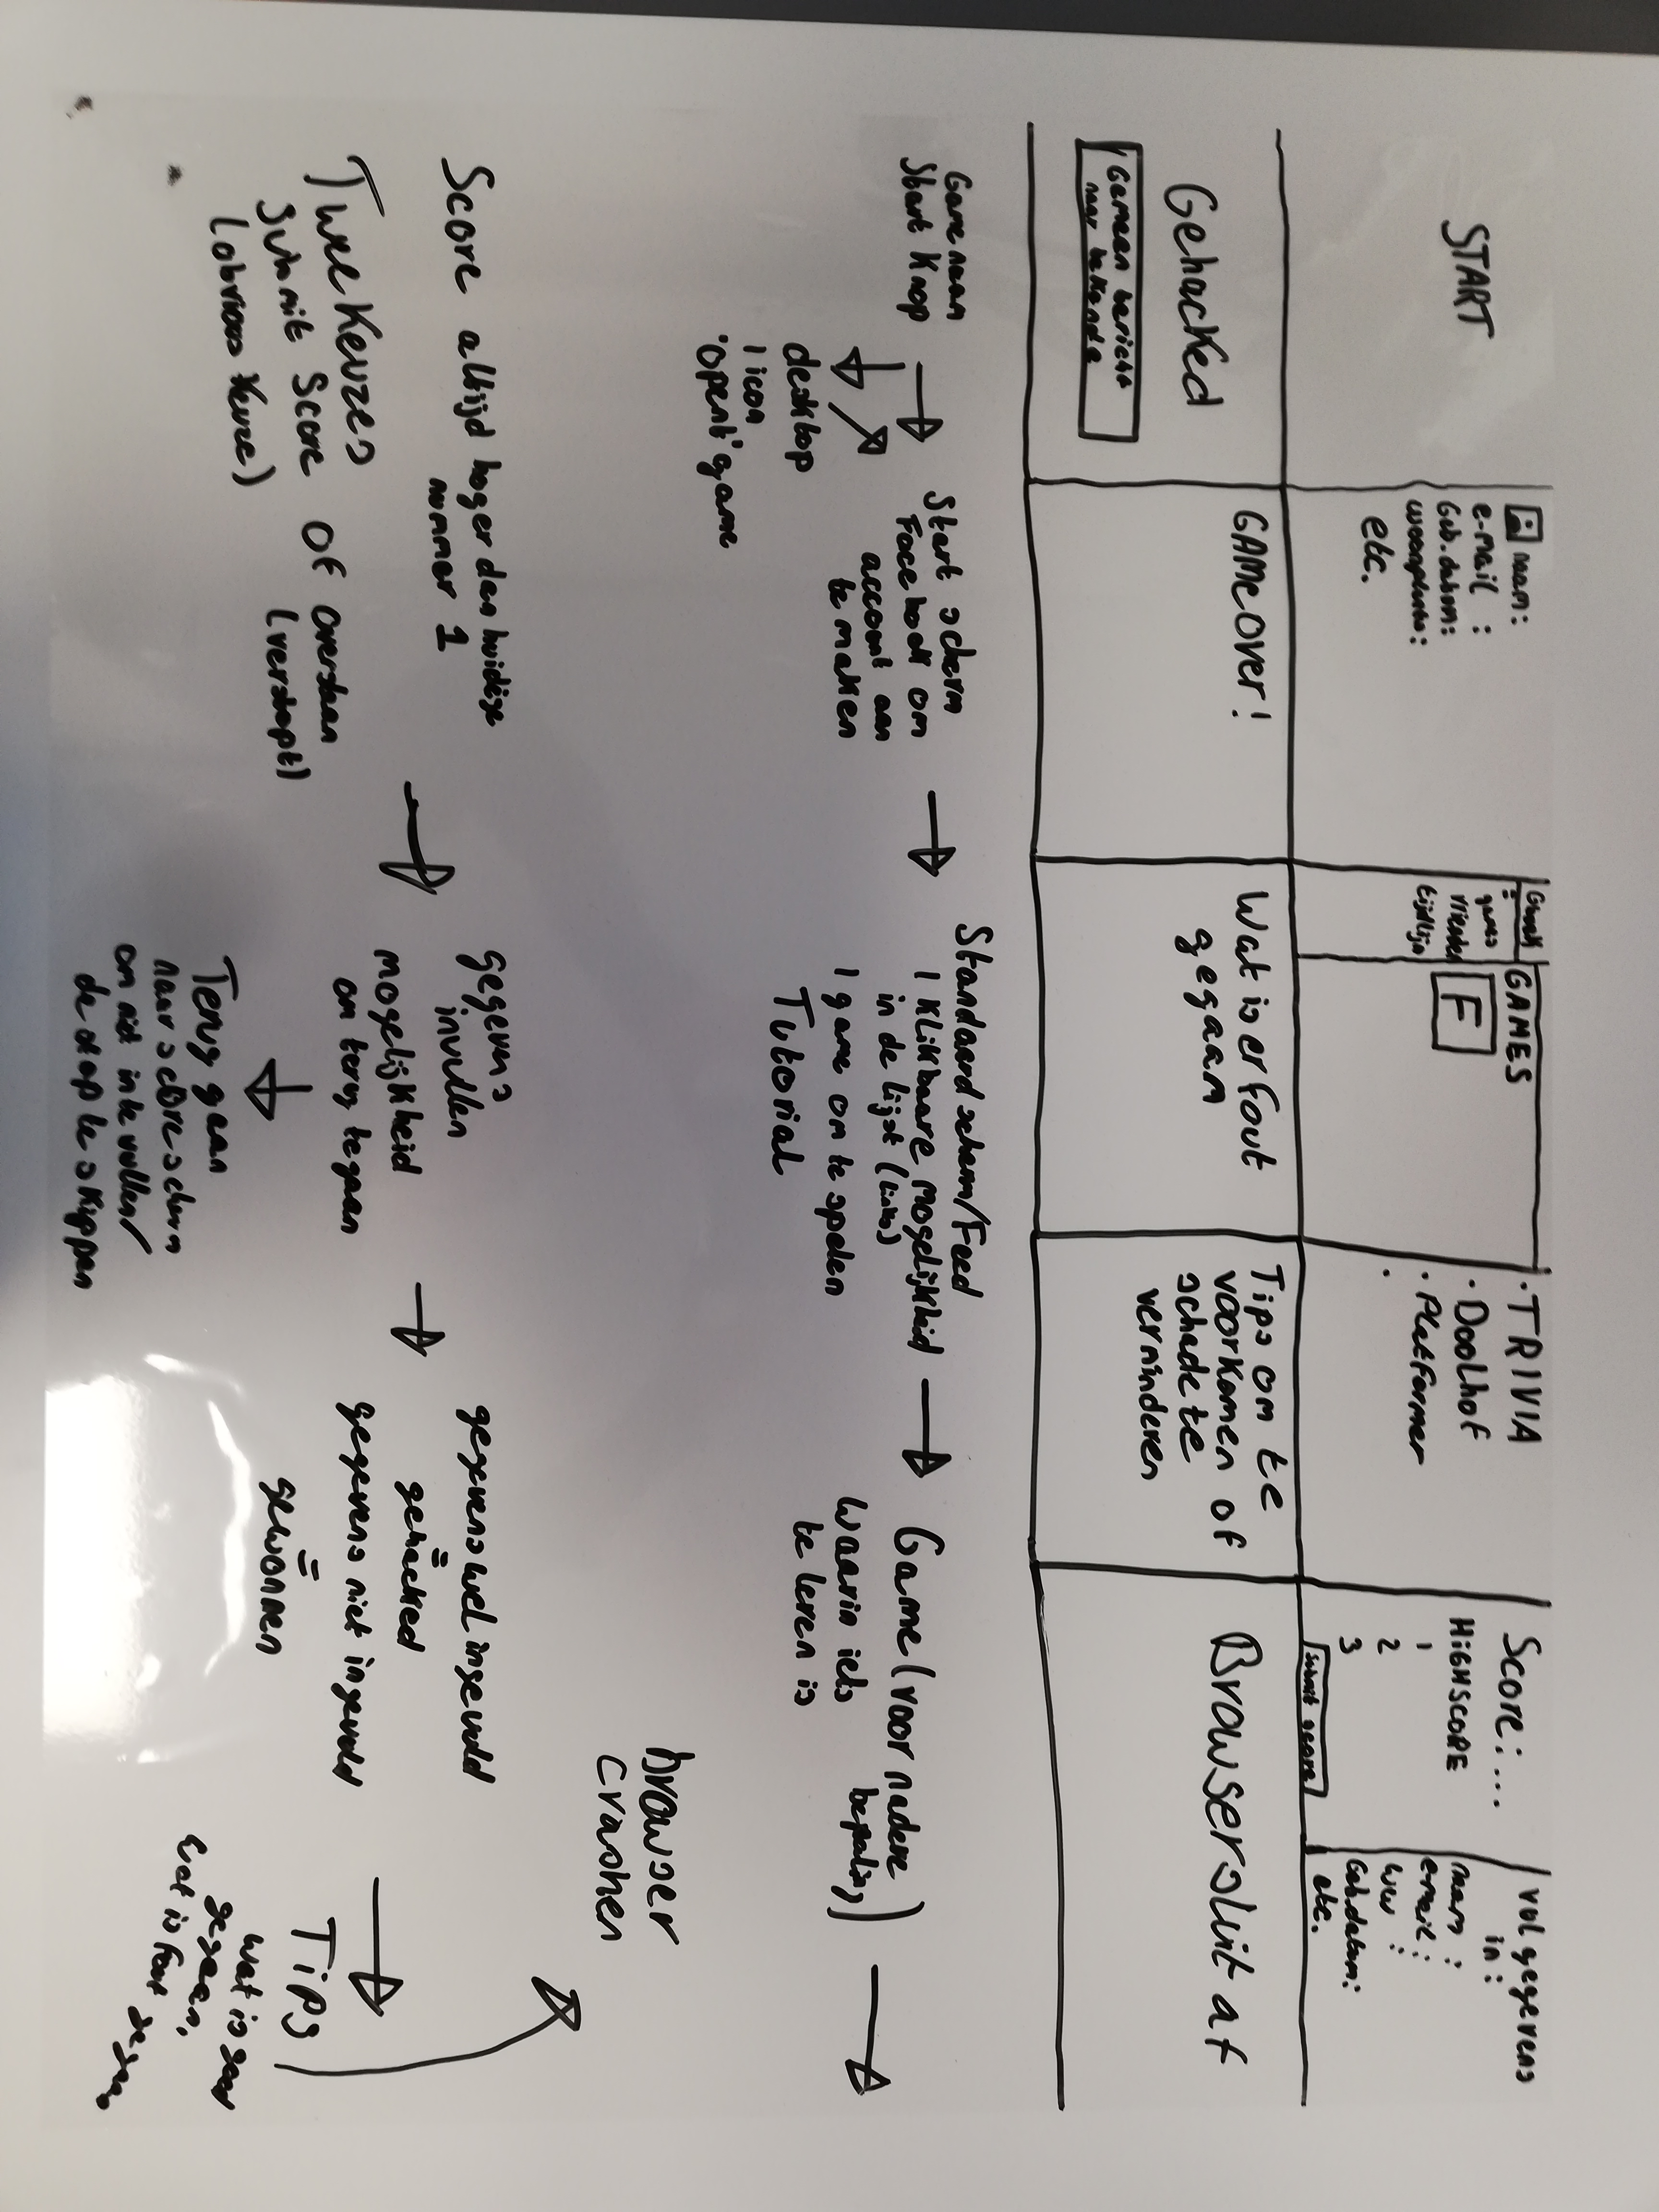 START
naam:
e-mail :
Geb.datum:
woonplaats:
etc.
games
vrienden
tijdlijn
GAMES
F
· TRIVIA
· Doolhof
· Platformer
·
Score:...
HiGHSCORE
1
2
3
Submit score
vul gegevens
in :
naam :
e-mail :
ww :
Geb.datum:
etc.
Gehacked
Gemeen bericht
naar bekende
GAMEOVER!
Wat is er fout
gegaan
Tips om te
voorkomen of
schade te
verminderen
Browser sluit af
Game naam
Start Knop
desktop
1 icon
"opent" game
Start scherm
Facebook om
account aan
te maken
Standaard scherm/Feed
1 Klikbaare mogelijkheid
in de lijst (links)
1 game om te spelen
Tutorial
Game (voor nadere
bepaling)
waarin iets
te leren is
browser
crashen
Score altijd hoger dan huidige
nummer 1
Twee Keuzes
Submit Score of overslaan
(obvious Keuze) (verstopt)
gegevens
invullen
mogelijkheid
om terug te gaan
Terug gaan
naar score scherm
om niet in te vullen/
de stap te skippen
gegevens wel ingevuld
=
gehacked
gegevens niet ingevuld
=
gewonnen
Tips
wat is goed
gegaan,
wat is fout gegaan